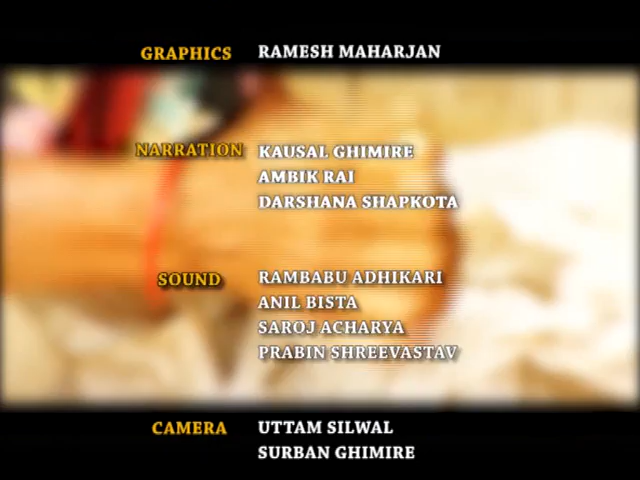 GRAPHICS RAMESH MAHARJAN
NARRATION KAUSAL GHIMIRE
AMBIK RAI
DARSHANA SHAPKOTA
SOUND RAMBABU ADHIKARI
ANIL BISTA
SAROJ ACHARYA
PRABIN SHREEVASTAV
CAMERA UTTAM SILWAL
SURBAN GHIMIRE